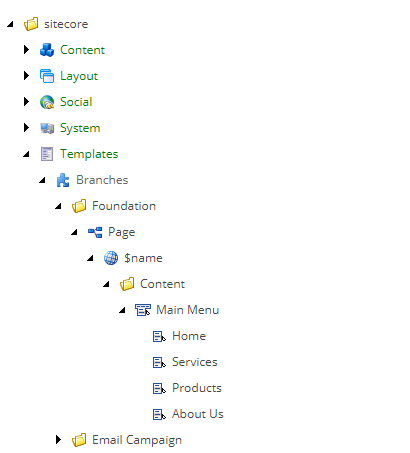 sitecore
Content
Layout
Social
System
Templates
Branches
Foundation
Page
$name
Content
Main Menu
Home
Services
Products
About Us
Email Campaign